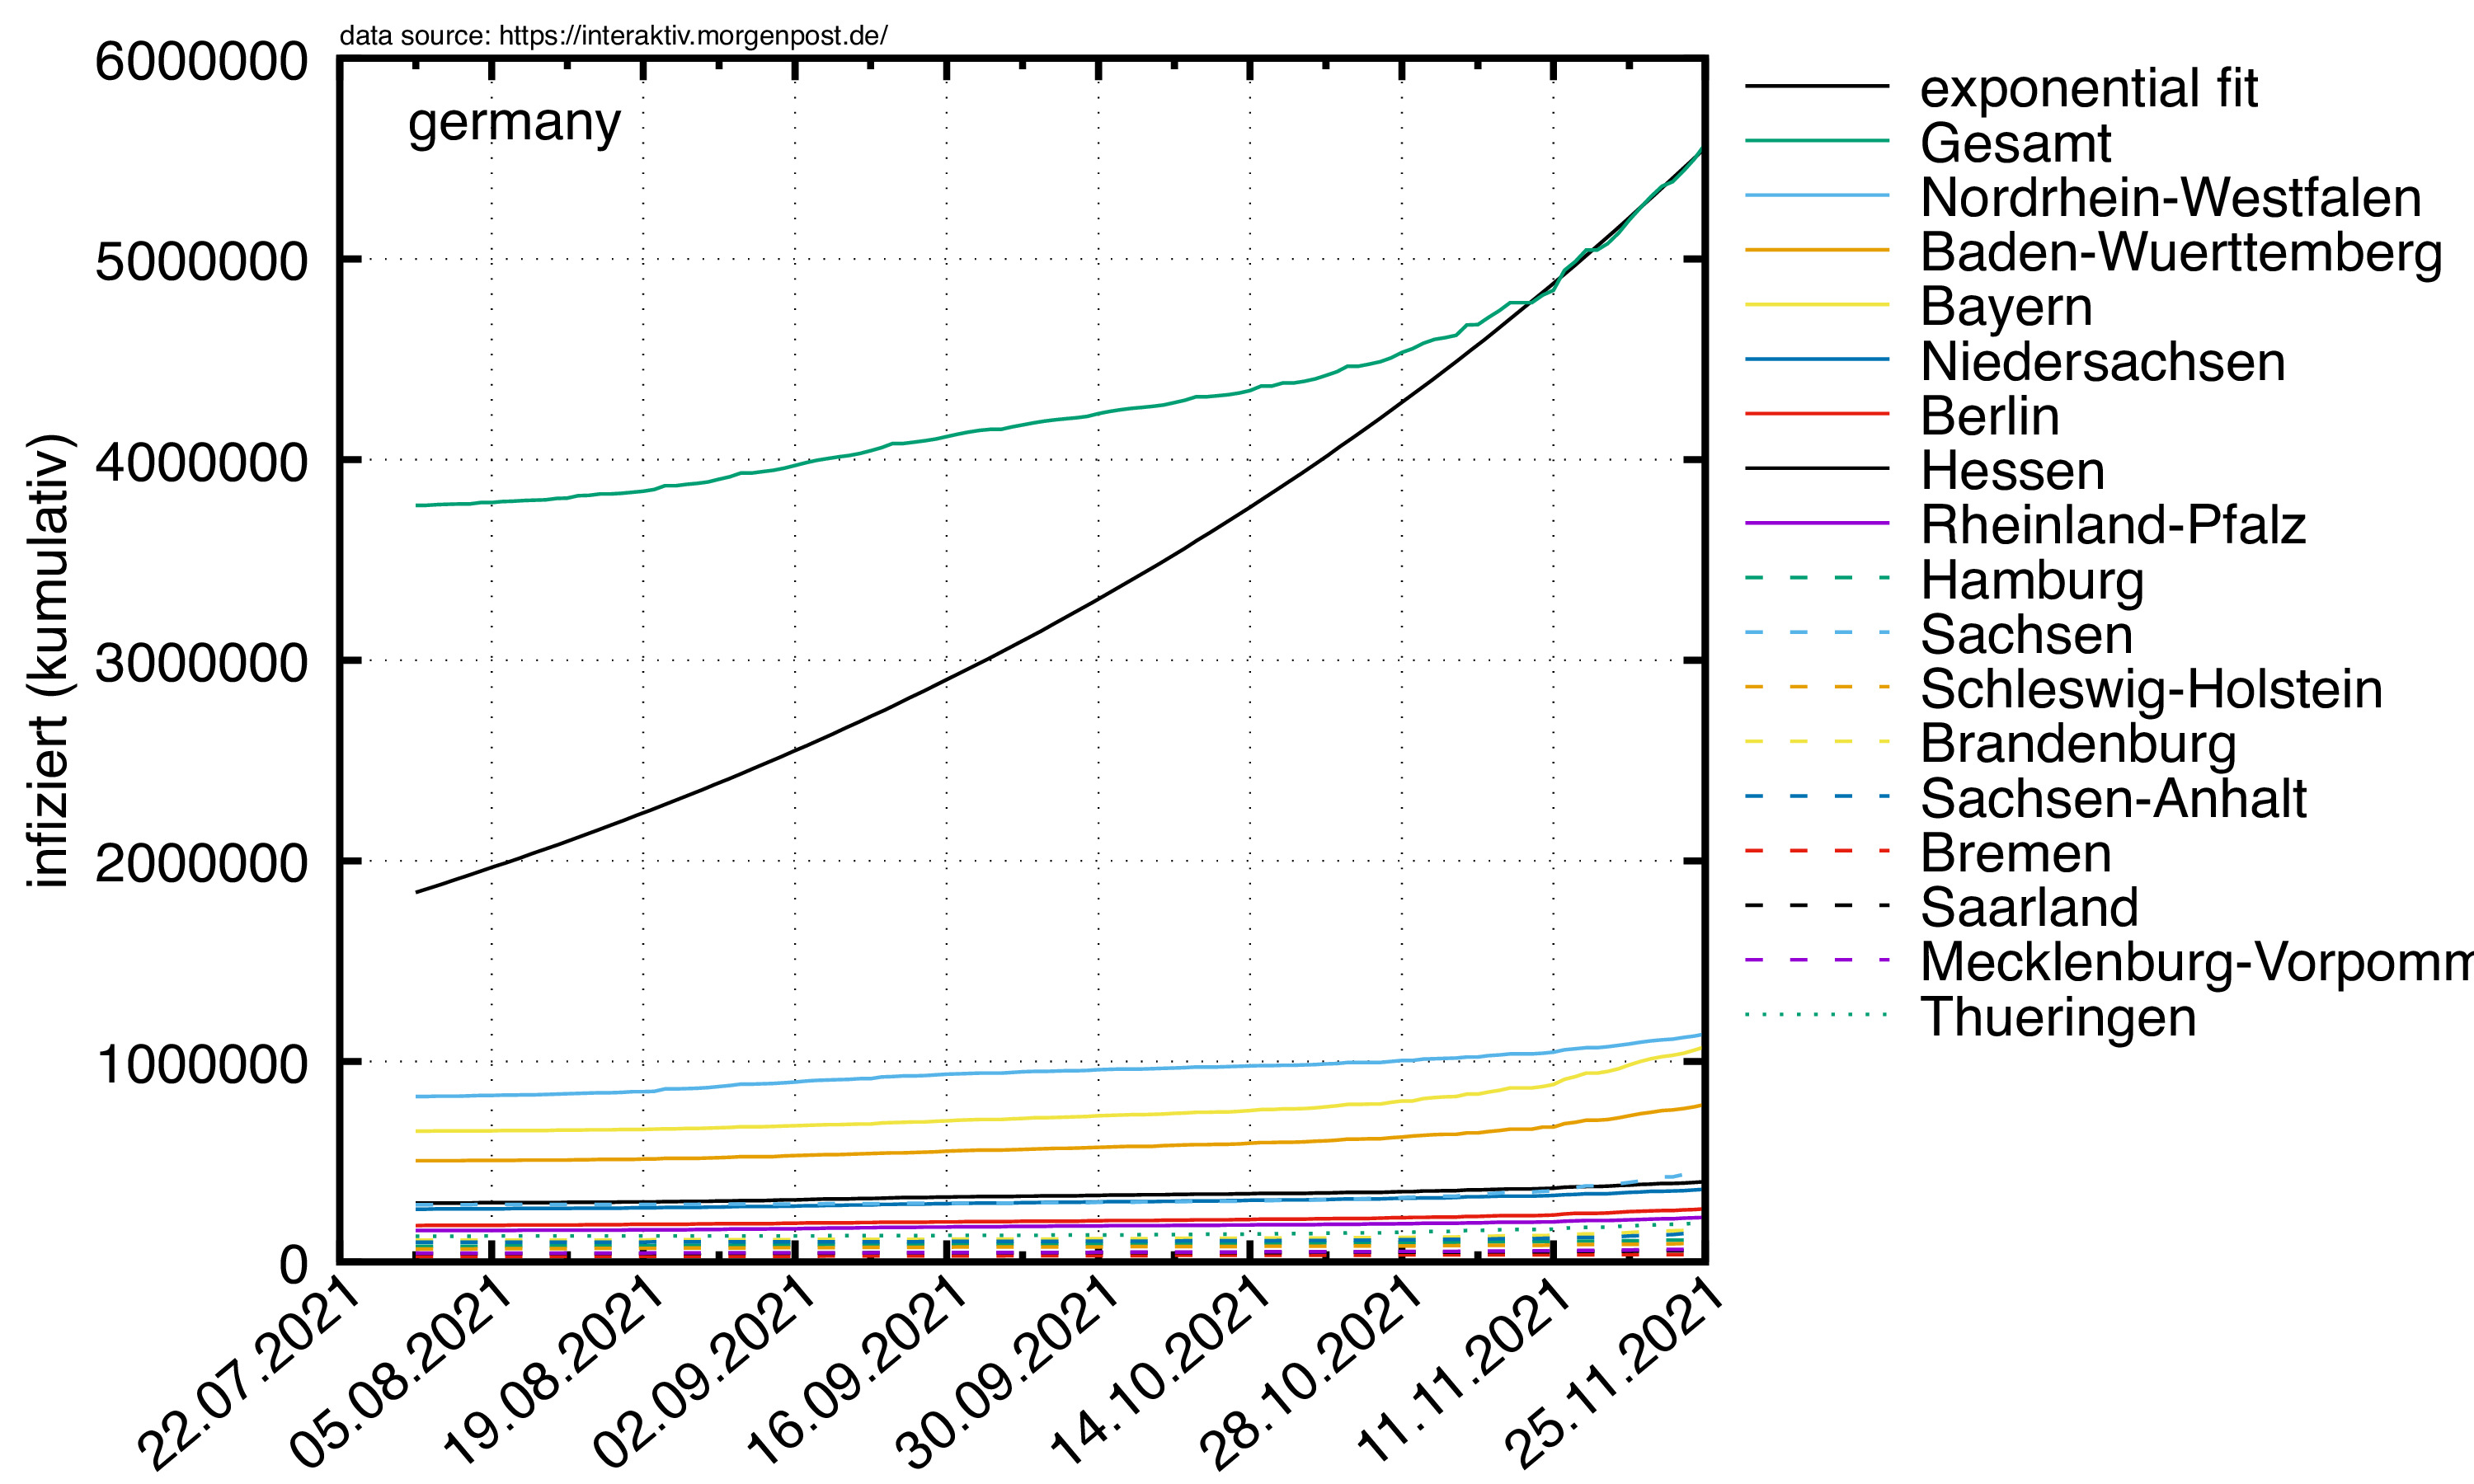 data source: https://interaktiv.morgenpost.de/
germany
infiziert (kumulativ)
6000000
5000000
4000000
3000000
2000000
1000000
0
22.07.2021
05.08.2021
19.08.2021
02.09.2021
16.09.2021
30.09.2021
14.10.2021
28.10.2021
11.11.2021
25.11.2021
exponential fit
Gesamt
Nordrhein-Westfalen
Baden-Wuerttemberg
Bayern
Niedersachsen
Berlin
Hessen
Rheinland-Pfalz
Hamburg
Sachsen
Schleswig-Holstein
Brandenburg
Sachsen-Anhalt
Bremen
Saarland
Mecklenburg-Vorpomm
Thueringen